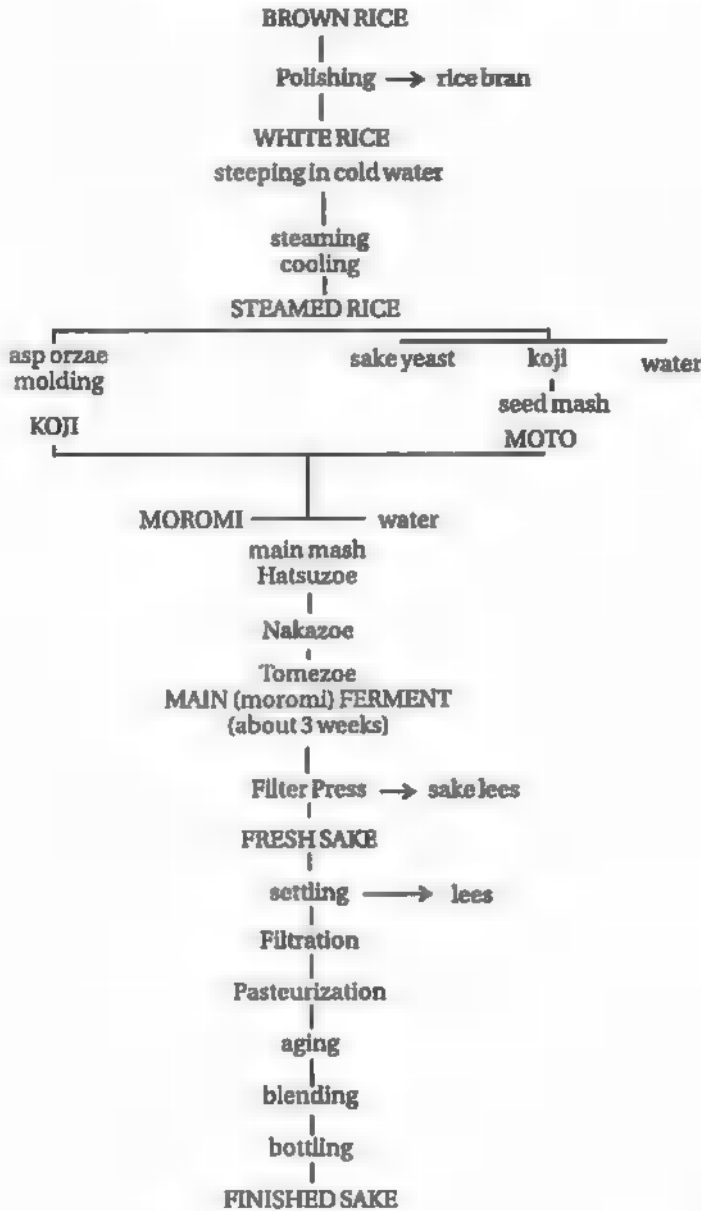 BROWN RICE
Polishing → rice bran
WHITE RICE
steeping in cold water
steaming
cooling
STEAMED RICE
asp orzae
molding
sake yeast
koji
water
seed mash
KOJI
MOTO
MOROMI
water
main mash
Hatsuzoe
Nakazoe
Tomezoe
MAIN (moromi) FERMENT
(about 3 weeks)
Filter Press → sake lees
FRESH SAKE
settling → lees
Filtration
Pasteurization
aging
blending
bottling
FINISHED SAKE